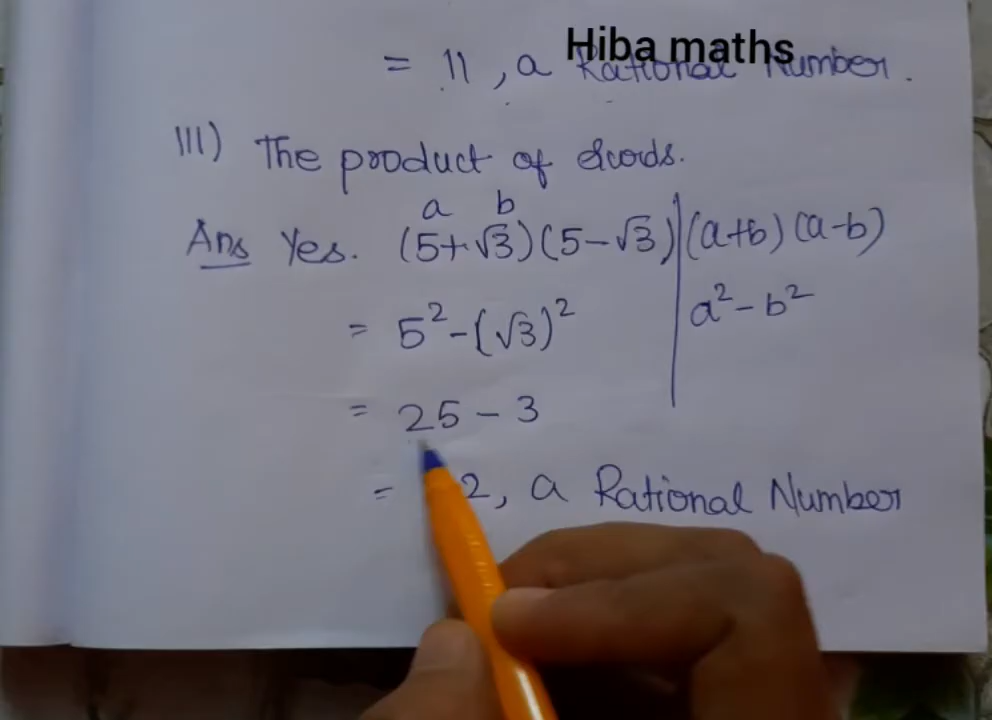 Hiba maths
= 11, a Rational Number.
III) The product of surds.
a b
Ans Yes. (5+√3)(5-√3) (a+b)(a-b)
= 5² - (√3)² a² - b²
= 25 - 3
= 2, a Rational Number